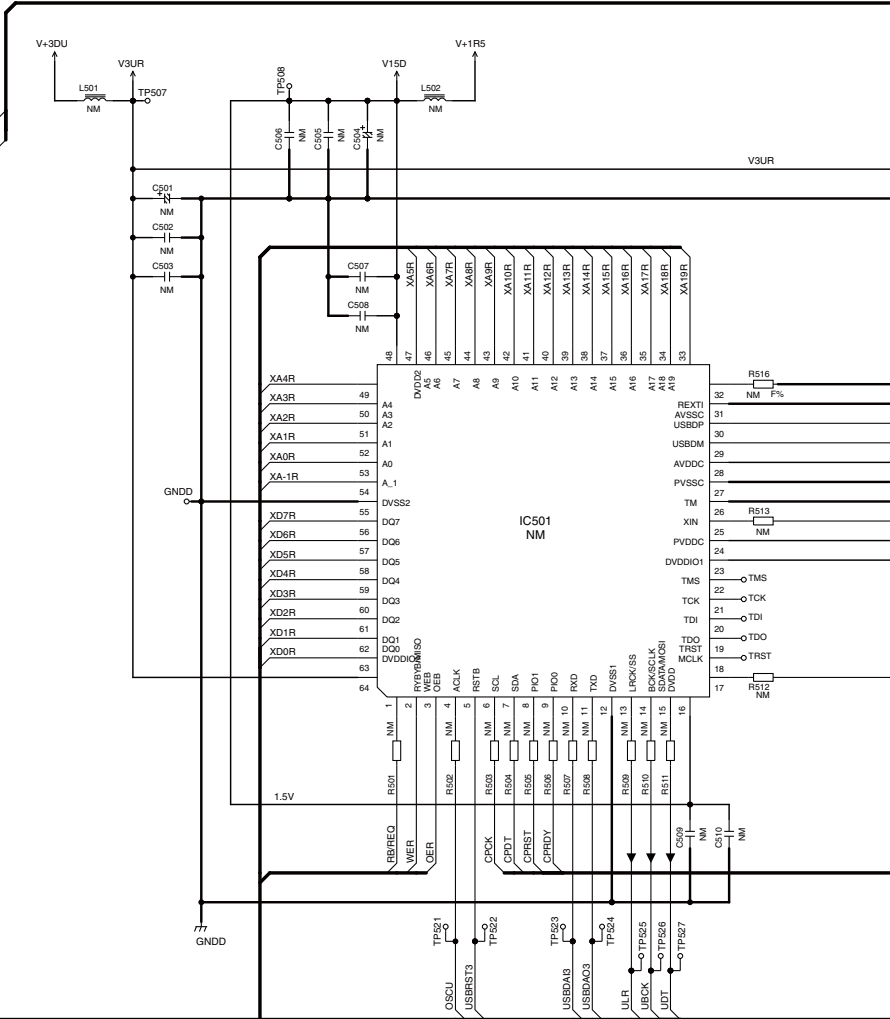 V+3DU
V3UR
TP508
V15D
V+1R5
L501
NM
TP507
L502
NM
C506
NM
C505
NM
C504
+
NM
V3UR
C501
+
NM
C502
NM
C503
NM
C507
NM
C508
NM
XA5R
XA6R
XA7R
XA8R
XA9R
XA10R
XA11R
XA12R
XA13R
XA14R
XA15R
XA16R
XA17R
XA18R
XA19R
48
47
46
45
44
43
42
41
40
39
38
37
36
35
34
33
DVDD2
A5
A6
A7
A8
A9
A10
A11
A12
A13
A14
A15
A16
A17
A18
A19
XA4R
XA3R
XA2R
XA1R
XA0R
XA-1R
GNDD
XD7R
XD6R
XD5R
XD4R
XD3R
XD2R
XD1R
XD0R
49
50
51
52
53
54
55
56
57
58
59
60
61
62
63
64
A4
A3
A2
A1
A0
A_1
DVSS2
DQ7
DQ6
DQ5
DQ4
DQ3
DQ2
DQ1
DQ0
DVDDIO2
IC501
NM
REXTI
AVSSC
USBDP
USBDM
AVDDC
PVSSC
TM
XIN
PVDDC
DVDDIO1
TMS
TCK
TDI
TDO
TRST
MCLK
32
31
30
29
28
27
26
25
24
23
22
21
20
19
18
17
R516
NM F%
R513
NM
TMS
TCK
TDI
TDO
TRST
R512
NM
RYBYB/MISO
WEB
OEB
ACLK
RSTB
SCL
SDA
PIO1
PIO0
RXD
TXD
DVSS1
LRCK/SS
BCK/SCLK
SDATA/MOSI
DVDD
1
2
3
4
5
6
7
8
9
10
11
12
13
14
15
16
NM
NM
NM
NM
NM
NM
NM
NM
NM
NM
NM
R501
R502
R503
R504
R505
R506
R507
R508
R509
R510
R511
1.5V
C509
NM
C510
NM
RB/REQ
WER
OER
CPCK
CPDT
CPRST
CPRDY
GNDD
TP521
TP522
TP523
TP524
TP525
TP526
TP527
OSCU
USBRST3
USBDAI3
USBDAO3
ULR
UBCK
UDT